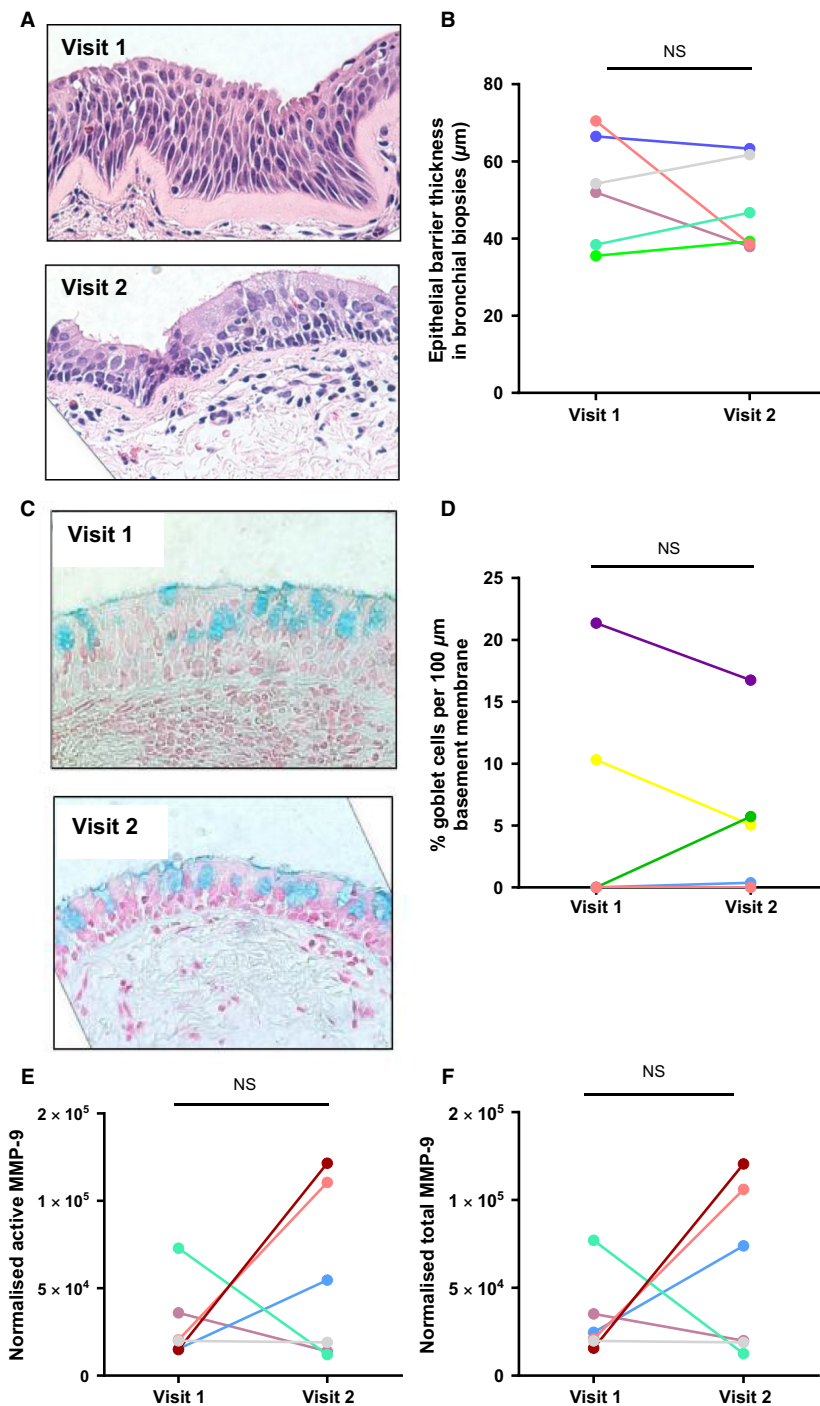 A
Visit 1
Visit 2
B
NS
80
60
40
20
0
Epithelial barrier thickness
in bronchial biopsies (µm)
Visit 1 Visit 2
C
Visit 1
Visit 2
D
NS
25
20
15
10
5
0
% goblet cells per 100 µm
basement membrane
Visit 1 Visit 2
E
NS
2 × 10⁵
1 × 10⁵
5 × 10⁴
0
Normalised active MMP-9
Visit 1 Visit 2
F
NS
2 × 10⁵
1 × 10⁵
5 × 10⁴
0
Normalised total MMP-9
Visit 1 Visit 2